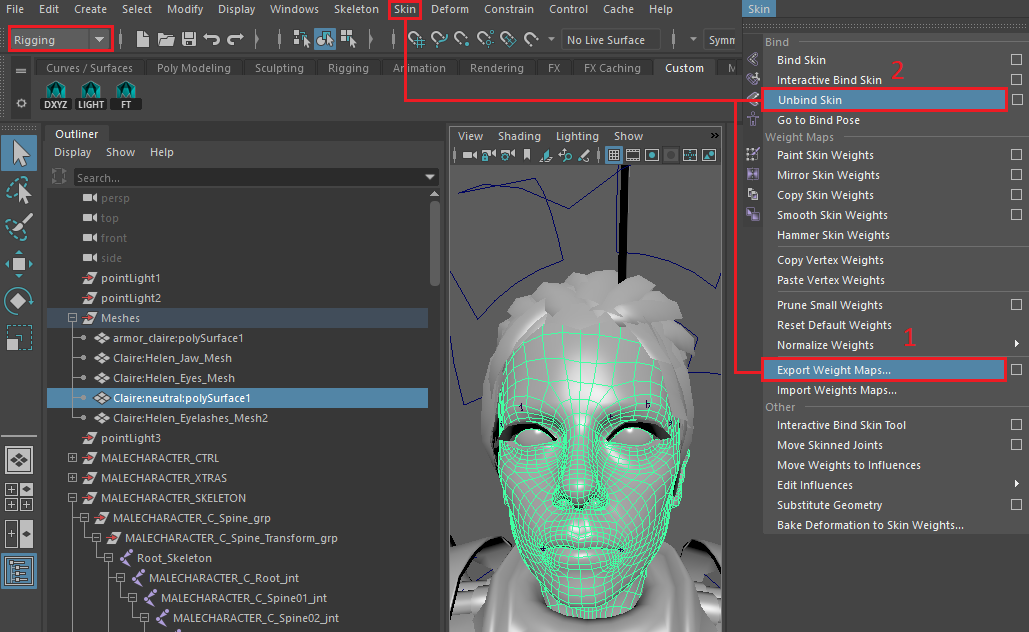 File Edit Create Select Modify Display Windows Skeleton Skin Deform Constrain Control Cache Help
Rigging No Live Surface Symm
Curves / Surfaces Poly Modeling Sculpting Rigging Animation Rendering FX FX Caching Custom M
DXYZ LIGHT FT
Outliner
Display Show Help
Search...
persp
top
front
side
pointLight1
pointLight2
Meshes
armor_claire:polySurface1
Claire:Helen_Jaw_Mesh
Claire:Helen_Eyes_Mesh
Claire:neutral:polySurface1
Claire:Helen_Eyelashes_Mesh2
pointLight3
MALECHARACTER_CTRL
MALECHARACTER_XTRAS
MALECHARACTER_SKELETON
MALECHARACTER_C_Spine_grp
MALECHARACTER_C_Spine_Transform_grp
Root_Skeleton
MALECHARACTER_C_Root_jnt
MALECHARACTER_C_Spine01_jnt
MALECHARACTER_C_Spine02_jnt
View Shading Lighting Show »
Skin
Bind
Bind Skin
Interactive Bind Skin 2
Unbind Skin
Go to Bind Pose
Weight Maps
Paint Skin Weights
Mirror Skin Weights
Copy Skin Weights
Smooth Skin Weights
Hammer Skin Weights
Copy Vertex Weights
Paste Vertex Weights
Prune Small Weights
Reset Default Weights
Normalize Weights 1
Export Weight Maps...
Import Weights Maps...
Other
Interactive Bind Skin Tool
Move Skinned Joints
Move Weights to Influences
Edit Influences
Substitute Geometry
Bake Deformation to Skin Weights...